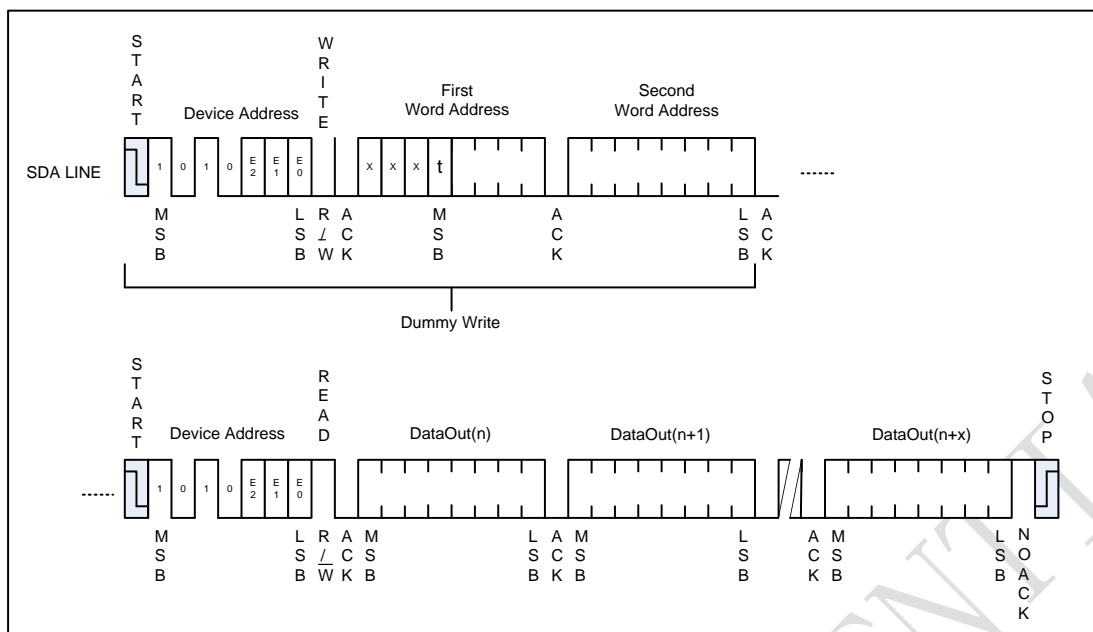 START
WRITE
Device Address
First
Word Address
Second
Word Address
SDA LINE
1 0 1 0 E2 E1 E0 x x x t
MSB LSB R/W ACK MSB ACK LSB ACK
Dummy Write
START
READ
STOP
Device Address DataOut(n) DataOut(n+1) DataOut(n+x)
1 0 1 0 E2 E1 E0
MSB LSB R/W ACK MSB LSB ACK MSB LSB ACK MSB LSB NOACK